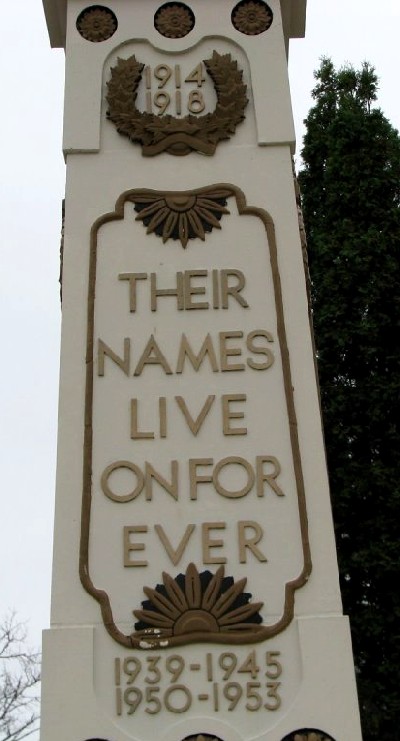 1914
1918
THEIR
NAMES
LIVE
ON FOR
EVER
1939-1945
1950-1953